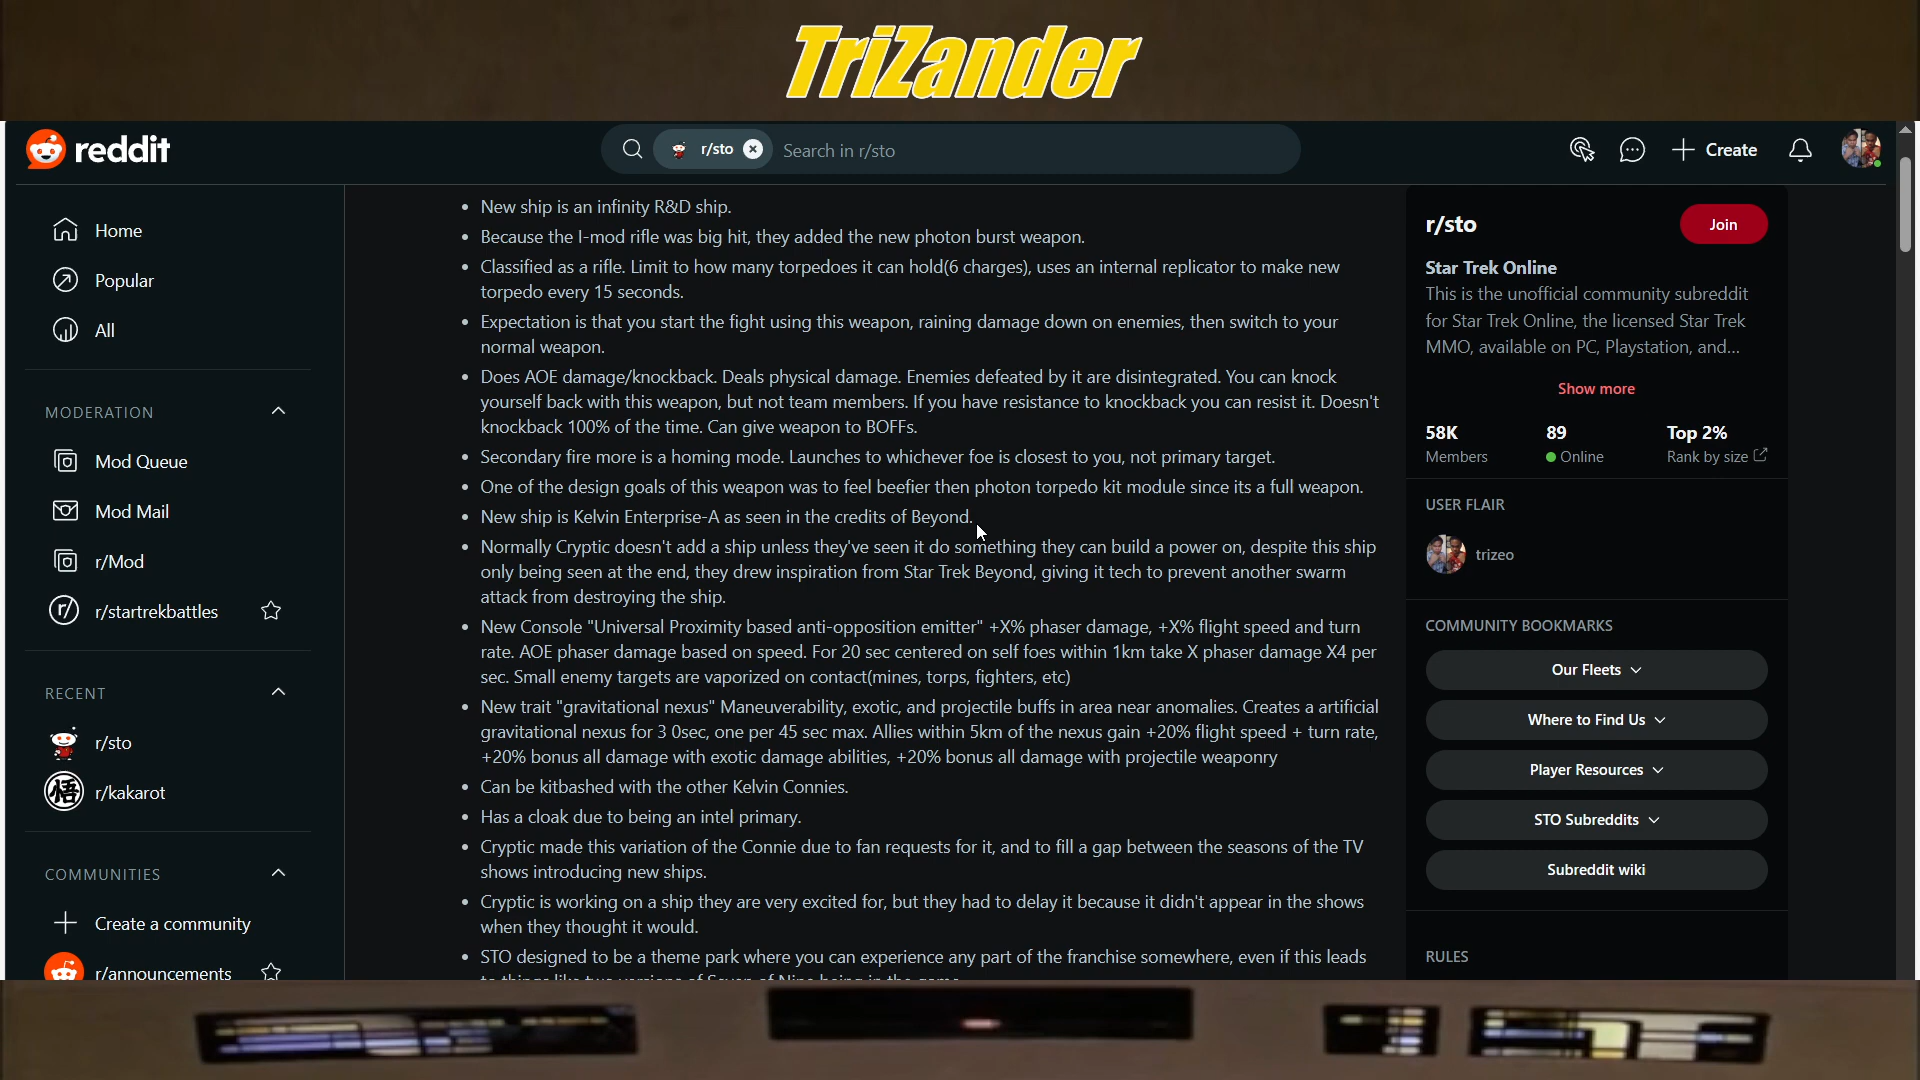 TriZander
reddit
r/sto
Search in r/sto
Create
Home
Popular
All
MODERATION
Mod Queue
Mod Mail
r/Mod
r/startrekbattles
RECENT
r/sto
r/kakarot
COMMUNITIES
Create a community
r/announcements
New ship is an infinity R&D ship.
Because the I-mod rifle was big hit, they added the new photon burst weapon.
Classified as a rifle. Limit to how many torpedoes it can hold(6 charges), uses an internal replicator to make new
torpedo every 15 seconds.
Expectation is that you start the fight using this weapon, raining damage down on enemies, then switch to your
normal weapon.
Does AOE damage/knockback. Deals physical damage. Enemies defeated by it are disintegrated. You can knock
yourself back with this weapon, but not team members. If you have resistance to knockback you can resist it. Doesn't
knockback 100% of the time. Can give weapon to BOFFs.
Secondary fire more is a homing mode. Launches to whichever foe is closest to you, not primary target.
One of the design goals of this weapon was to feel beefier then photon torpedo kit module since its a full weapon.
New ship is Kelvin Enterprise-A as seen in the credits of Beyond.
Normally Cryptic doesn't add a ship unless they've seen it do something they can build a power on, despite this ship
only being seen at the end, they drew inspiration from Star Trek Beyond, giving it tech to prevent another swarm
attack from destroying the ship.
New Console "Universal Proximity based anti-opposition emitter" +X% phaser damage, +X% flight speed and turn
rate. AOE phaser damage based on speed. For 20 sec centered on self foes within 1km take X phaser damage X4 per
sec. Small enemy targets are vaporized on contact(mines, torps, fighters, etc)
New trait "gravitational nexus" Maneuverability, exotic, and projectile buffs in area near anomalies. Creates a artificial
gravitational nexus for 3 0sec, one per 45 sec max. Allies within 5km of the nexus gain +20% flight speed + turn rate,
+20% bonus all damage with exotic damage abilities, +20% bonus all damage with projectile weaponry
Can be kitbashed with the other Kelvin Connies.
Has a cloak due to being an intel primary.
Cryptic made this variation of the Connie due to fan requests for it, and to fill a gap between the seasons of the TV
shows introducing new ships.
Cryptic is working on a ship they are very excited for, but they had to delay it because it didn't appear in the shows
when they thought it would.
STO designed to be a theme park where you can experience any part of the franchise somewhere, even if this leads
to things like two versions of Seven of Nine being in the game.
r/sto
Join
Star Trek Online
This is the unofficial community subreddit
for Star Trek Online, the licensed Star Trek
MMO, available on PC, Playstation, and...
Show more
58K 89 Top 2%
Members Online Rank by size
USER FLAIR
trizeo
COMMUNITY BOOKMARKS
Our Fleets
Where to Find Us
Player Resources
STO Subreddits
Subreddit wiki
RULES